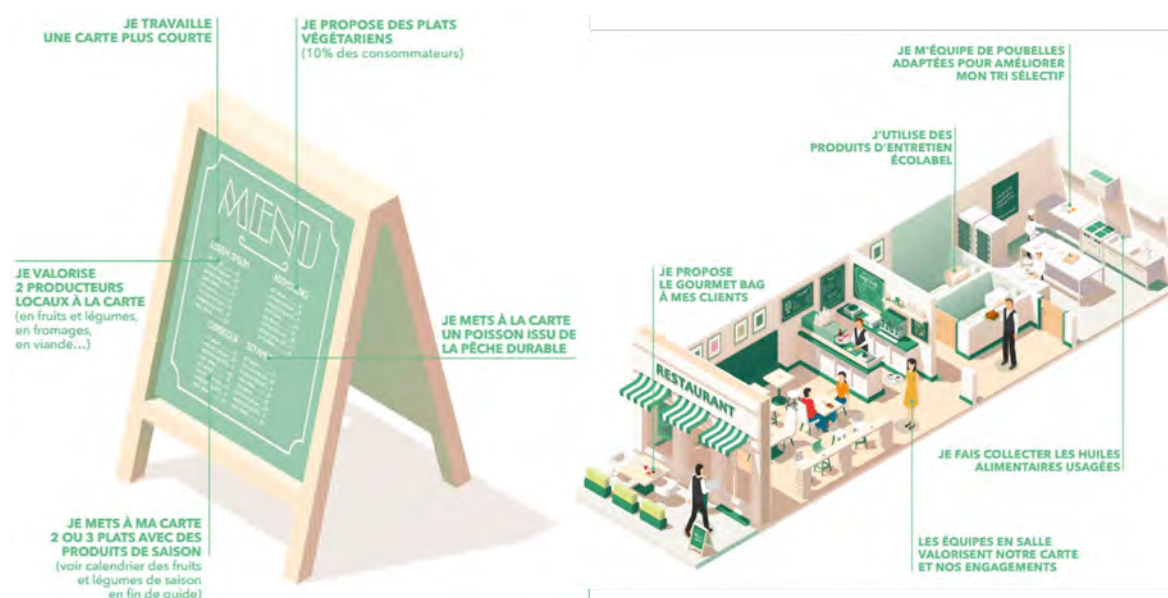 JE TRAVAILLE
UNE CARTE PLUS COURTE
JE PROPOSE DES PLATS
VÉGÉTARIENS
(10% des consommateurs)
MENU
LOREM IPSUM
JE VALORISE
2 PRODUCTEURS
LOCAUX À LA CARTE
(en fruits et légumes,
en fromages,
en viande...)
JE METS À LA CARTE
UN POISSON ISSU DE
LA PÊCHE DURABLE
JE METS À MA CARTE
2 OU 3 PLATS AVEC DES
PRODUITS DE SAISON
(voir calendrier des fruits
et légumes de saison
en fin de guide)
JE M'ÉQUIPE DE POUBELLES
ADAPTÉES POUR AMÉLIORER
MON TRI SÉLECTIF
J'UTILISE DES
PRODUITS D'ENTRETIEN
ÉCOLABEL
JE PROPOSE
LE GOURMET BAG
À MES CLIENTS
RESTAURANT
JE FAIS COLLECTER LES HUILES
ALIMENTAIRES USAGÉES
LES ÉQUIPES EN SALLE
VALORISENT NOTRE CARTE
ET NOS ENGAGEMENTS